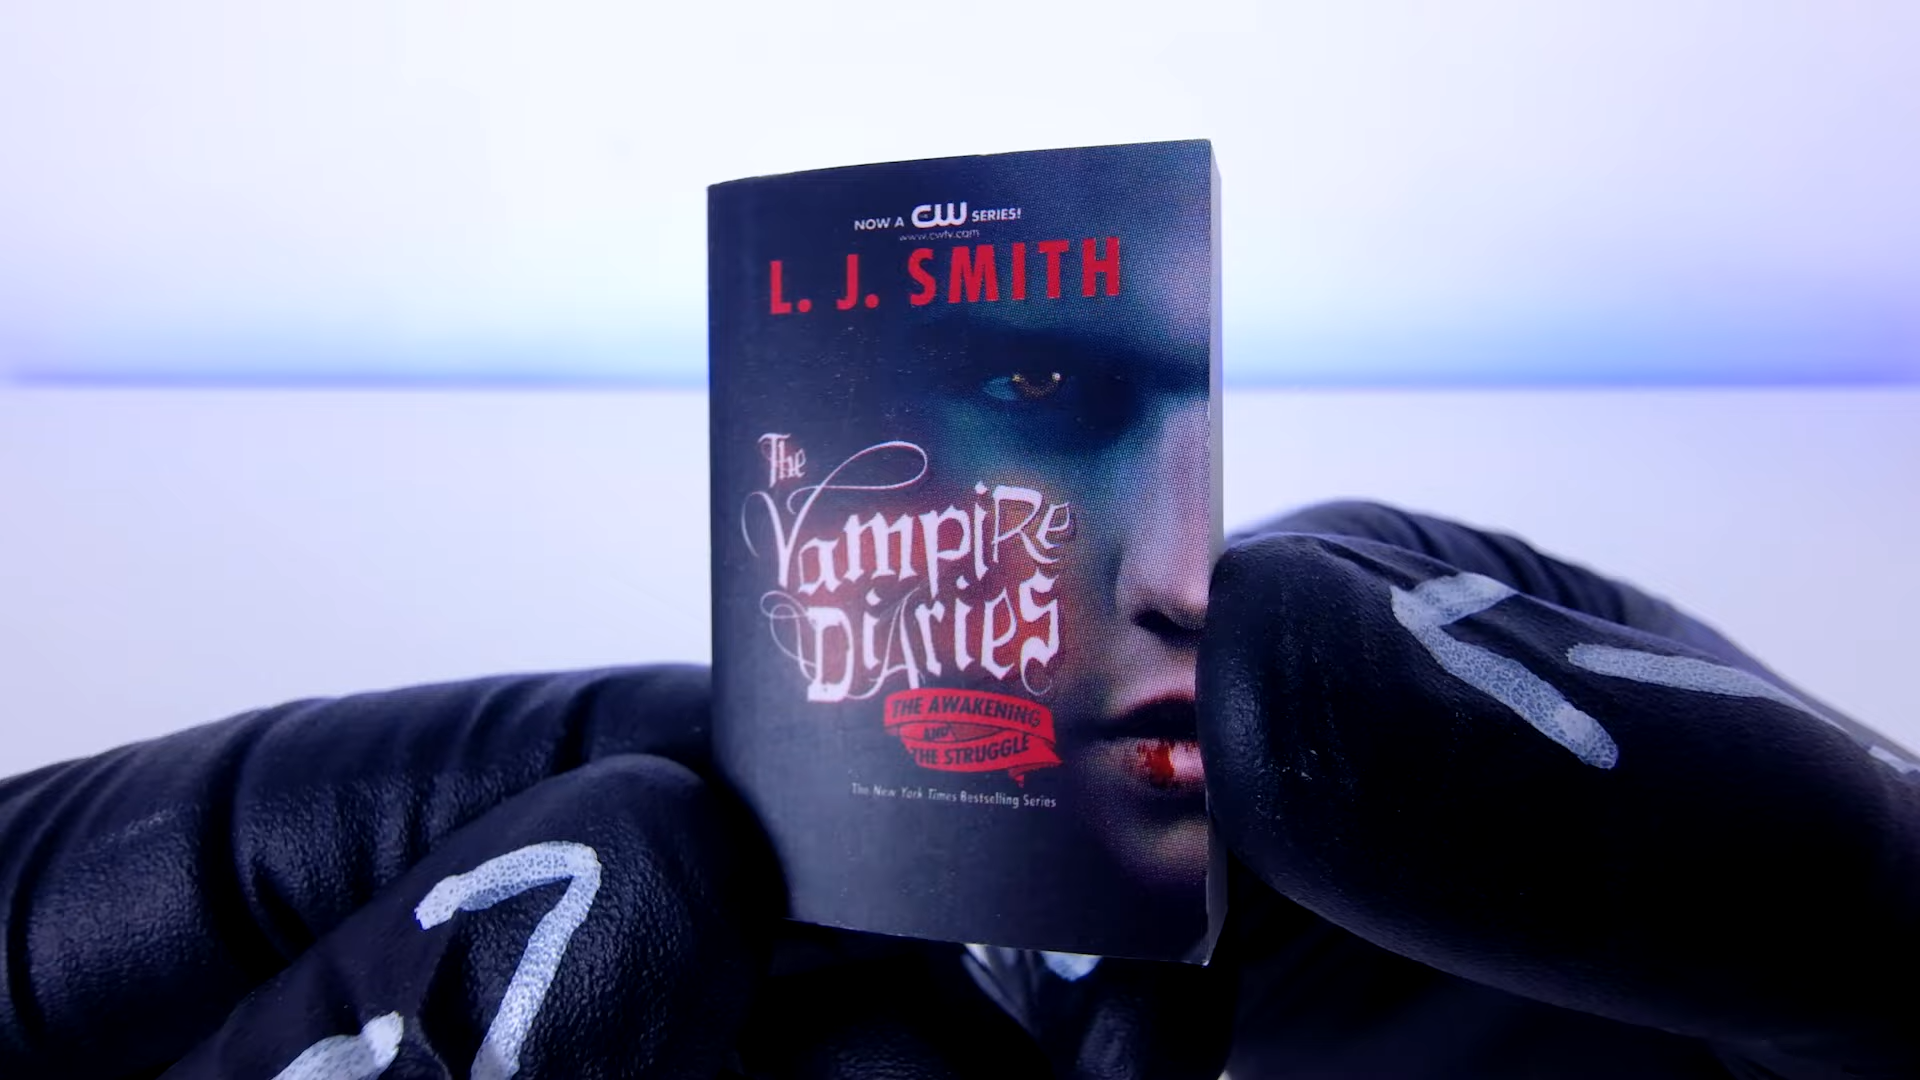 NOW A CW SERIES!
www.cwtv.com
L. J. SMITH
The
Vampire
Diaries
THE AWAKENING
AND
THE STRUGGLE
The New York Times Bestselling Series